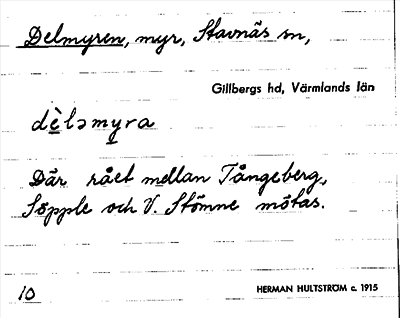 Delmyren, myr, Stavnäs sn,
Gillbergs hd, Värmlands län
dèləmyra
Där rået mellan Tångeberg,
Söpple och V. Stömne mötas.
10 HERMAN HULTSTRÖM c. 1915